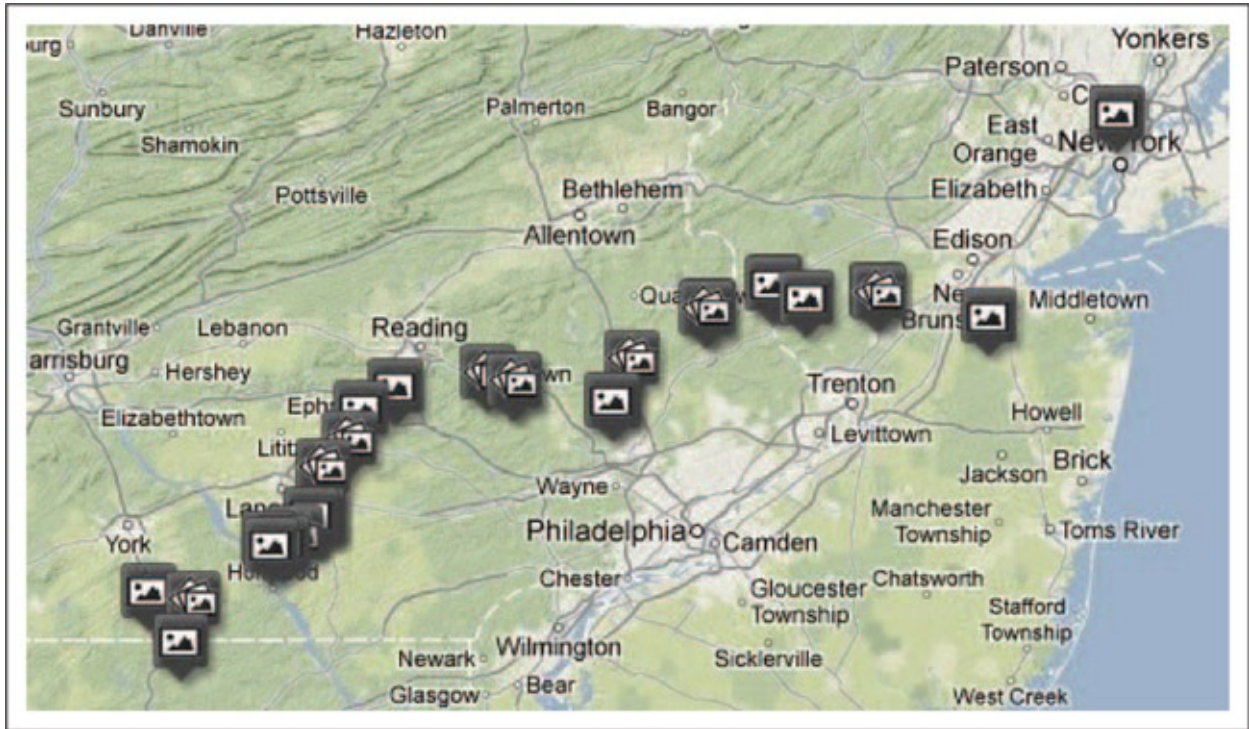 Danville
Hazleton
Yonkers
Paterson
Sunbury
Palmerton
Bangor
Shamokin
East
Orange
New York
Pottsville
Bethlehem
Elizabeth
Allentown
Edison
Middletown
Grantville
Lebanon
Reading
Hershey
Trenton
Elizabethtown
Howell
Levittown
Jackson
Brick
Wayne
Manchester
Township
Toms River
York
Philadelphia
Camden
Chester
Gloucester
Township
Chatsworth
Stafford
Township
Wilmington
Newark
Sicklerville
Glasgow
Bear
West Creek